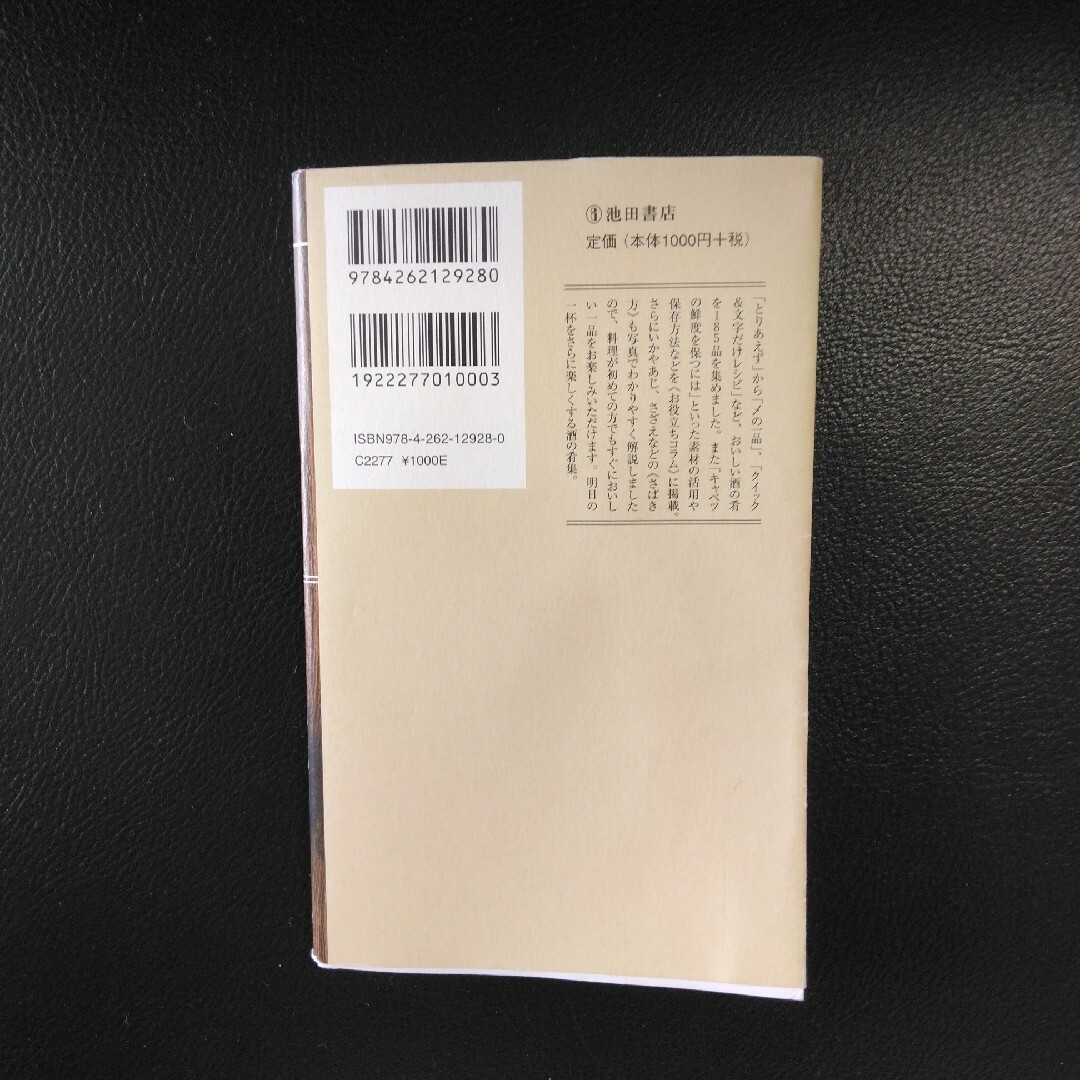 9784262129280
1922277010003
ISBN978-4-262-12928-0
C2277 ¥1000E
池田書店
定価(本体1000円+税)
「とりあえず」から「〆の一品」、「クイック
&文字だけレシピ」など、おいしい酒の肴
を185品を集めました。また「キャベツ
の鮮度を保つには」といった素材の活用や
保存方法などを《お役立ちコラム》に掲載。
さらにいかやあじ、さざえなどの《さばき
方》も写真でわかりやすく解説しました
ので、料理が初めての方でもすぐにおいし
い一品をお楽しみいただけます。明日の
一杯をさらに楽しくする酒の肴集。